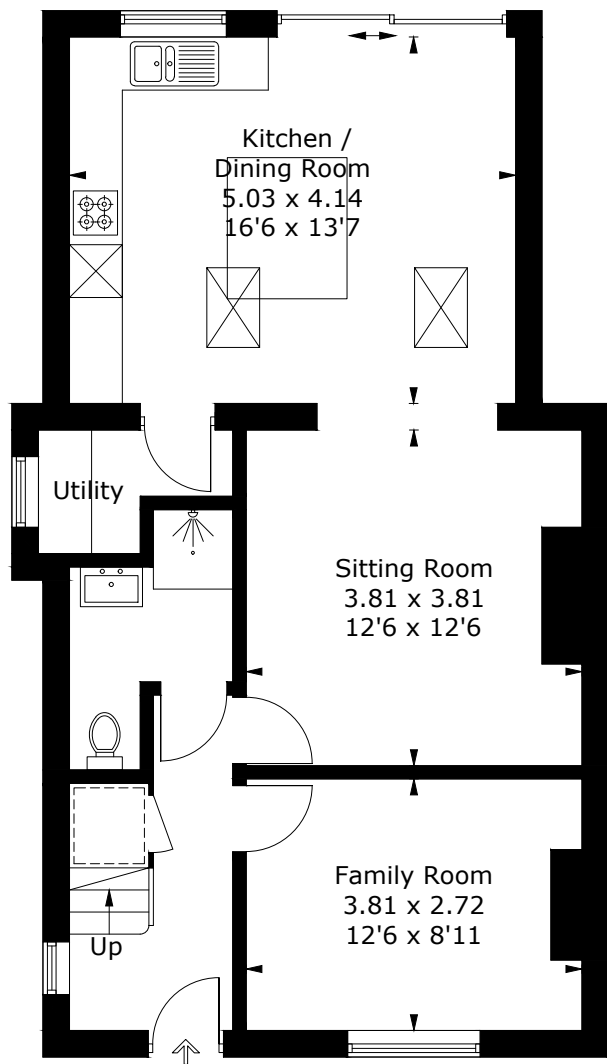 Kitchen /
Dining Room
5.03 x 4.14
16'6 x 13'7
Utility
Sitting Room
3.81 x 3.81
12'6 x 12'6
Family Room
3.81 x 2.72
12'6 x 8'11
Up